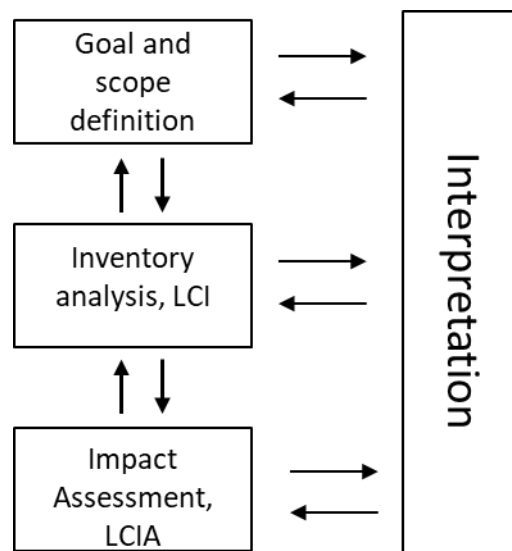 Goal and
scope
definition
Inventory
analysis, LCI
Impact
Assessment,
LCIA
Interpretation